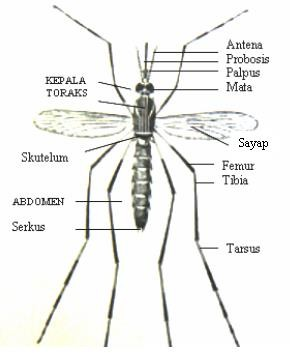 Antena
Probosis
Palpus
Mata
KEPALA
TORAKS
Sayap
Skutelum
Femur
Tibia
ABDOMEN
Serkus
Tarsus